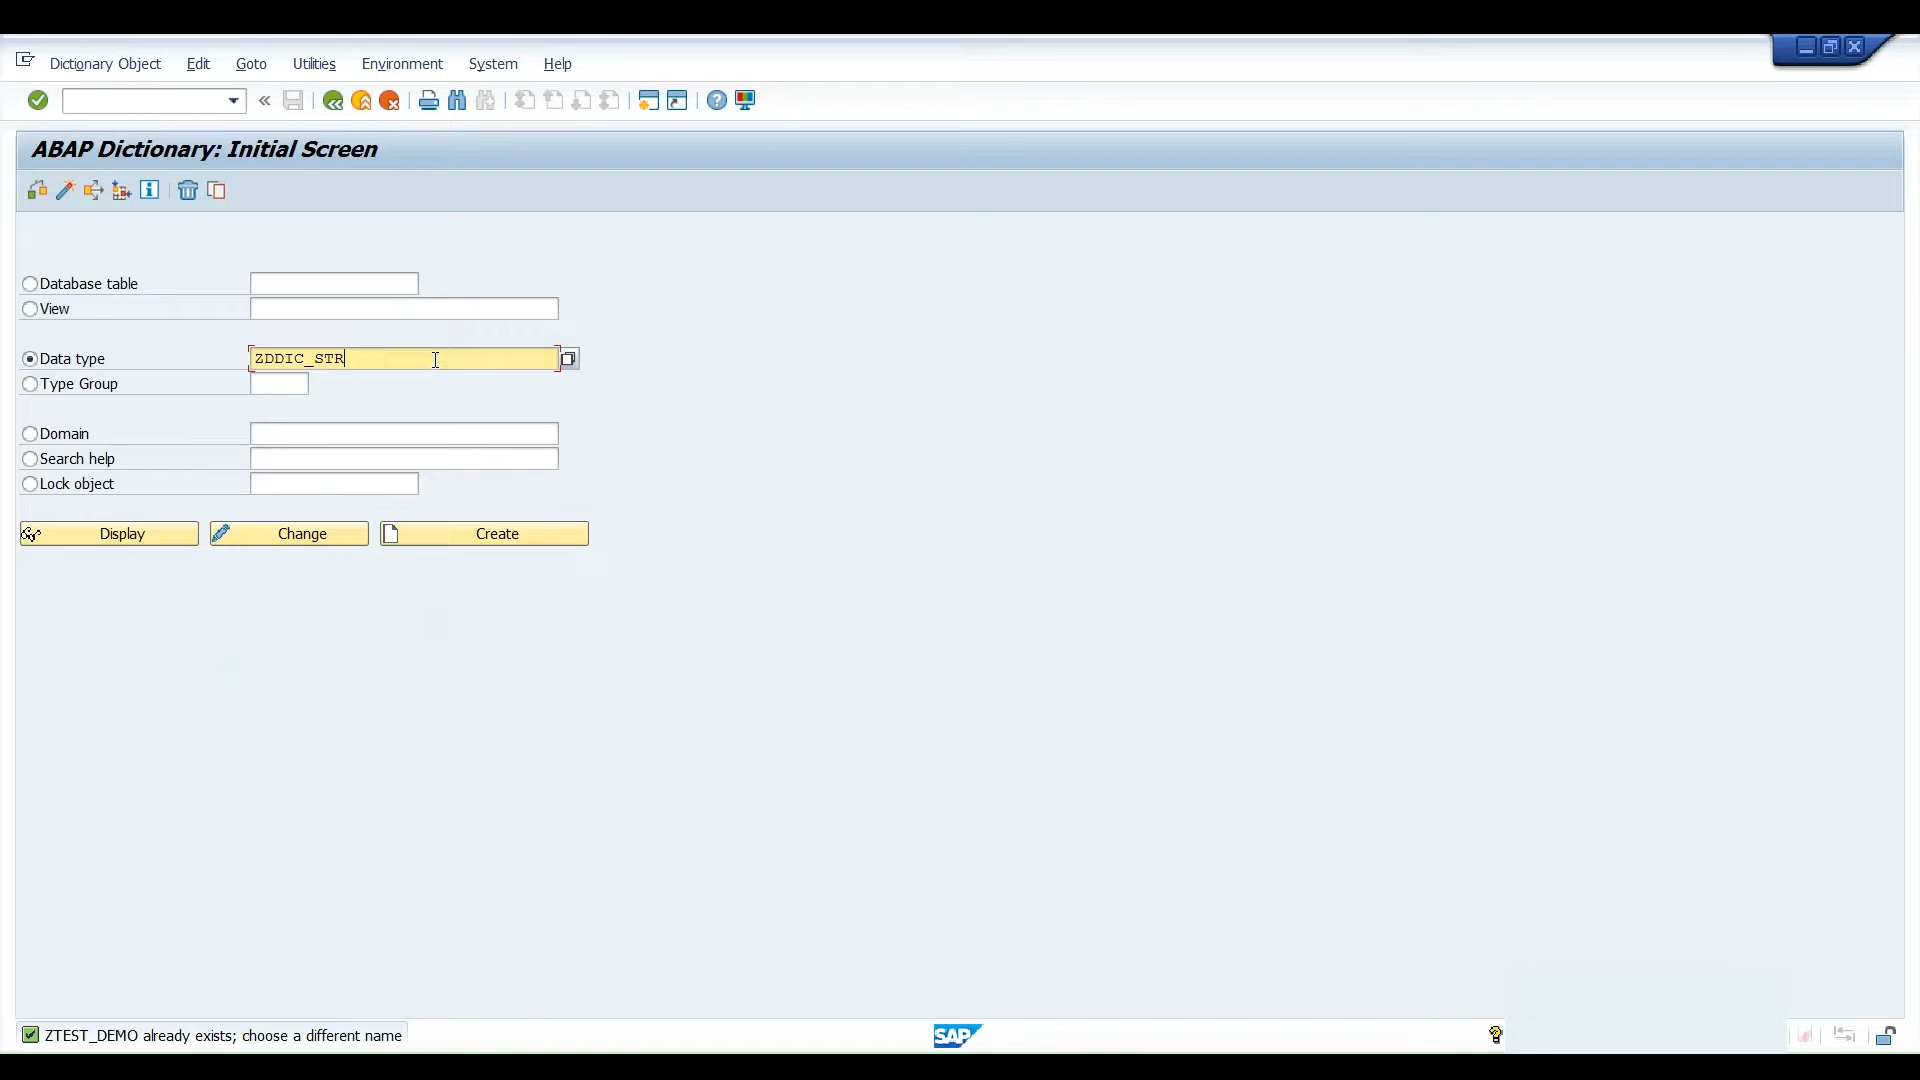 Dictionary Object Edit Goto Utilities Environment System Help
ABAP Dictionary: Initial Screen
Database table
View
Data type ZDDIC_STR
Type Group
Domain
Search help
Lock object
Display Change Create
ZTEST_DEMO already exists; choose a different name
SAP